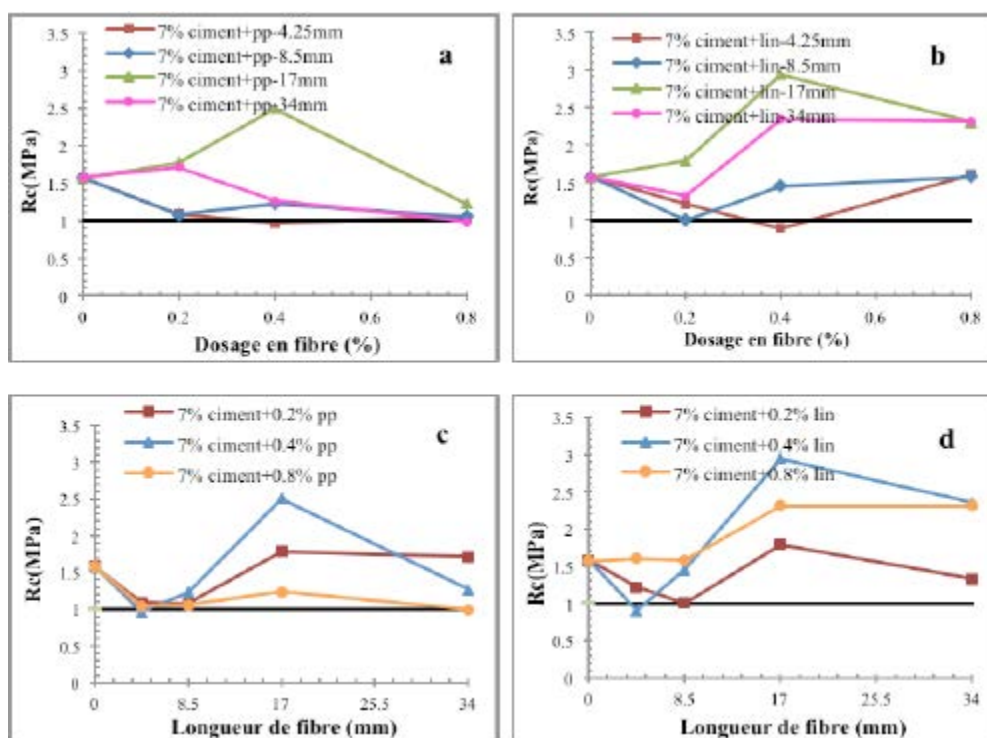 7% ciment+pp-4.25mm
7% ciment+pp-8.5mm
7% ciment+pp-17mm
7% ciment+pp-34mm
a
3.5
3
2.5
2
1.5
1
0.5
0
Rc(MPa)
0
0.2
0.4
0.6
0.8
Dosage en fibre (%)
7% ciment+lin-4.25mm
7% ciment+lin-8.5mm
7% ciment+lin-17mm
7% ciment+lin-34mm
b
3.5
3
2.5
2
1.5
1
0.5
0
Rc(MPa)
0
0.2
0.4
0.6
0.8
Dosage en fibre (%)
7% ciment+0.2% pp
7% ciment+0.4% pp
7% ciment+0.8% pp
c
3.5
3
2.5
2
1.5
1
0.5
0
Rc(MPa)
0
8.5
17
25.5
34
Longueur de fibre (mm)
7% ciment+0.2% lin
7% ciment+0.4% lin
7% ciment+0.8% lin
d
3.5
3
2.5
2
1.5
1
0.5
0
Rc(MPa)
0
8.5
17
25.5
34
Longueur de fibre (mm)